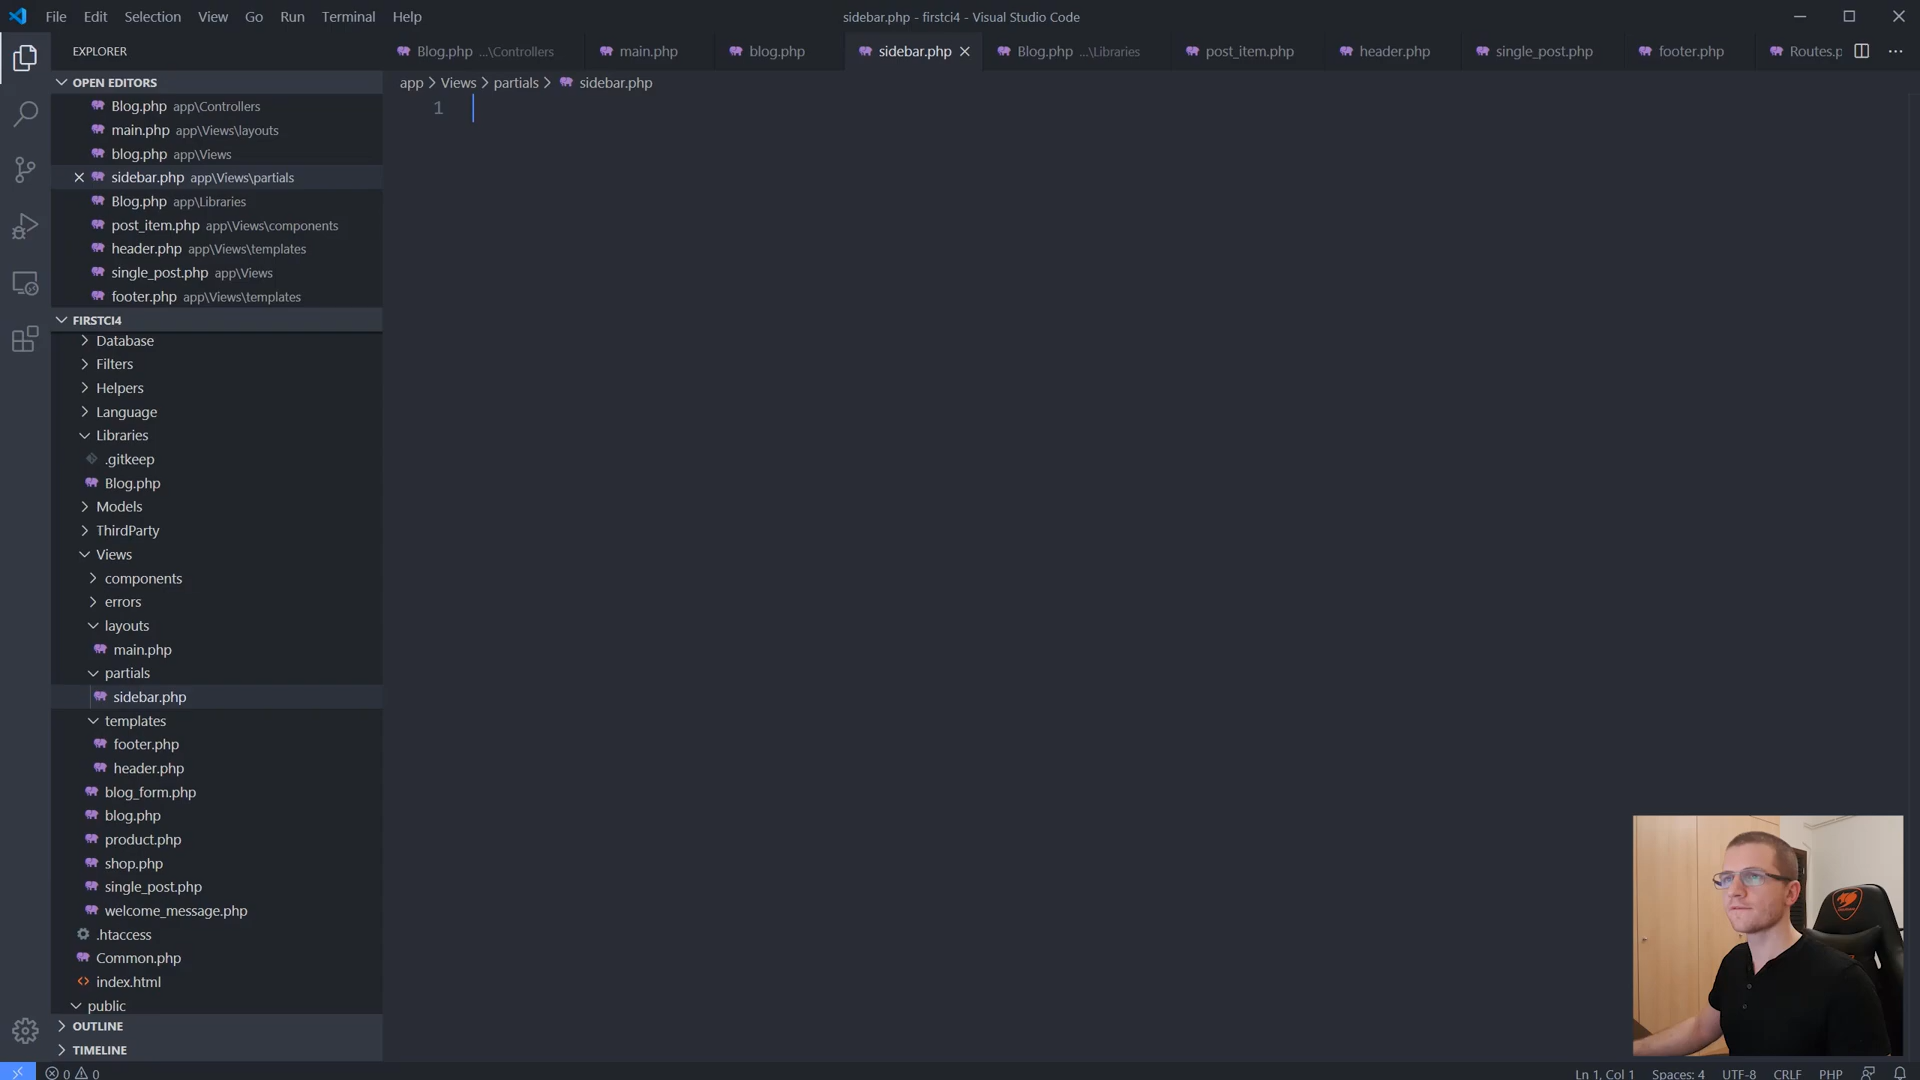 File Edit Selection View Go Run Terminal Help
sidebar.php - firstci4 - Visual Studio Code
EXPLORER
Blog.php ...\Controllers main.php blog.php sidebar.php Blog.php ...\Libraries post_item.php header.php single_post.php footer.php Routes.p
OPEN EDITORS
app > Views > partials > sidebar.php
1
Blog.php app\Controllers
main.php app\Views\layouts
blog.php app\Views
sidebar.php app\Views\partials
Blog.php app\Libraries
post_item.php app\Views\components
header.php app\Views\templates
single_post.php app\Views
footer.php app\Views\templates
FIRSTCI4
Database
Filters
Helpers
Language
Libraries
.gitkeep
Blog.php
Models
ThirdParty
Views
components
errors
layouts
main.php
partials
sidebar.php
templates
footer.php
header.php
blog_form.php
blog.php
product.php
shop.php
single_post.php
welcome_message.php
.htaccess
Common.php
index.html
public
OUTLINE
TIMELINE
0 0
Ln 1, Col 1 Spaces: 4 UTF-8 CRLF PHP